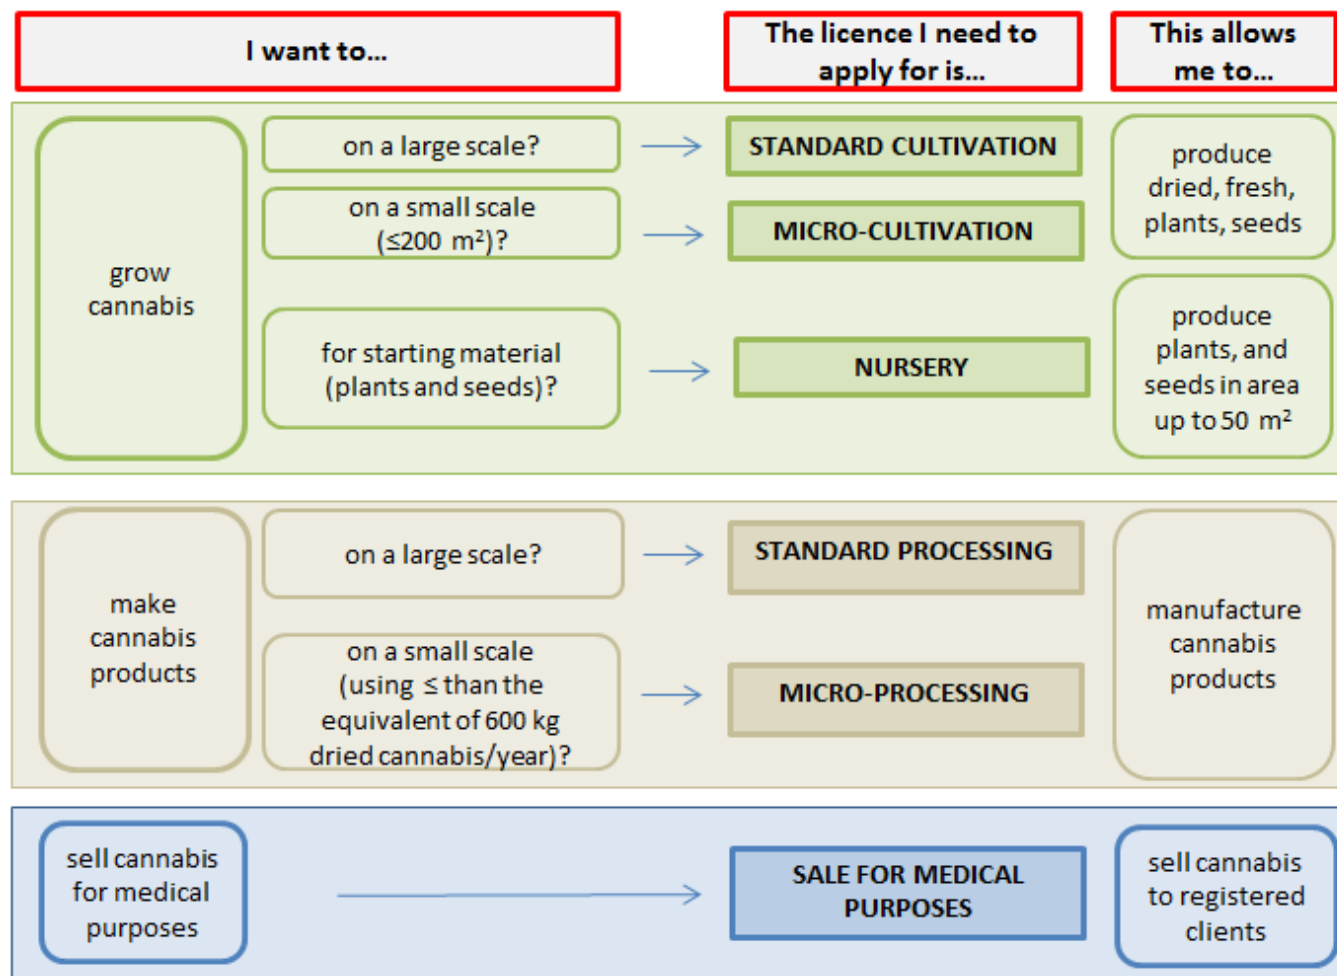 I want to...
The licence I need to
apply for is...
This allows
me to...
grow
cannabis
on a large scale?
STANDARD CULTIVATION
on a small scale
(≤200 m²)?
MICRO-CULTIVATION
produce
dried, fresh,
plants, seeds
for starting material
(plants and seeds)?
NURSERY
produce
plants, and
seeds in area
up to 50 m²
make
cannabis
products
on a large scale?
STANDARD PROCESSING
on a small scale
(using ≤ than the
equivalent of 600 kg
dried cannabis/year)?
MICRO-PROCESSING
manufacture
cannabis
products
sell cannabis
for medical
purposes
SALE FOR MEDICAL
PURPOSES
sell cannabis
to registered
clients